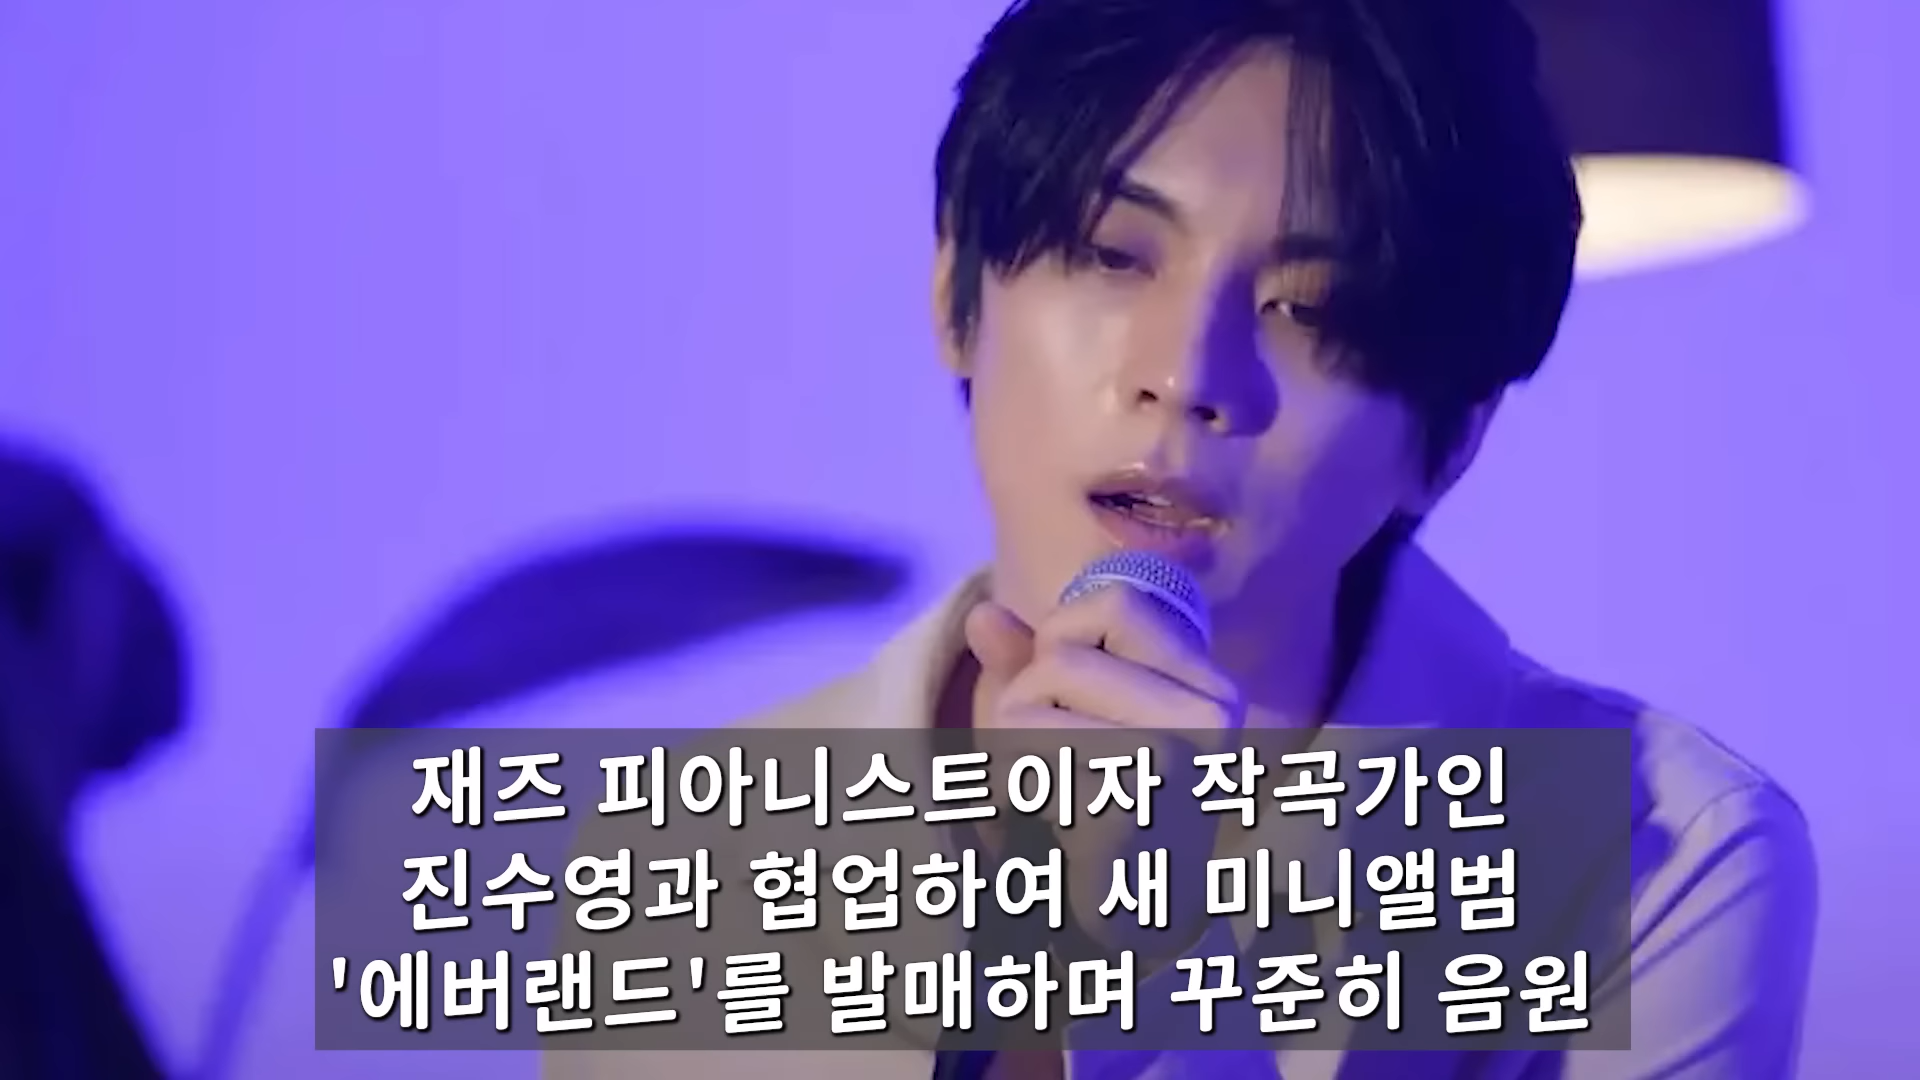 재즈 피아니스트이자 작곡가인
진수영과 협업하여 새 미니앨범
'에버랜드'를 발매하며 꾸준히 음원